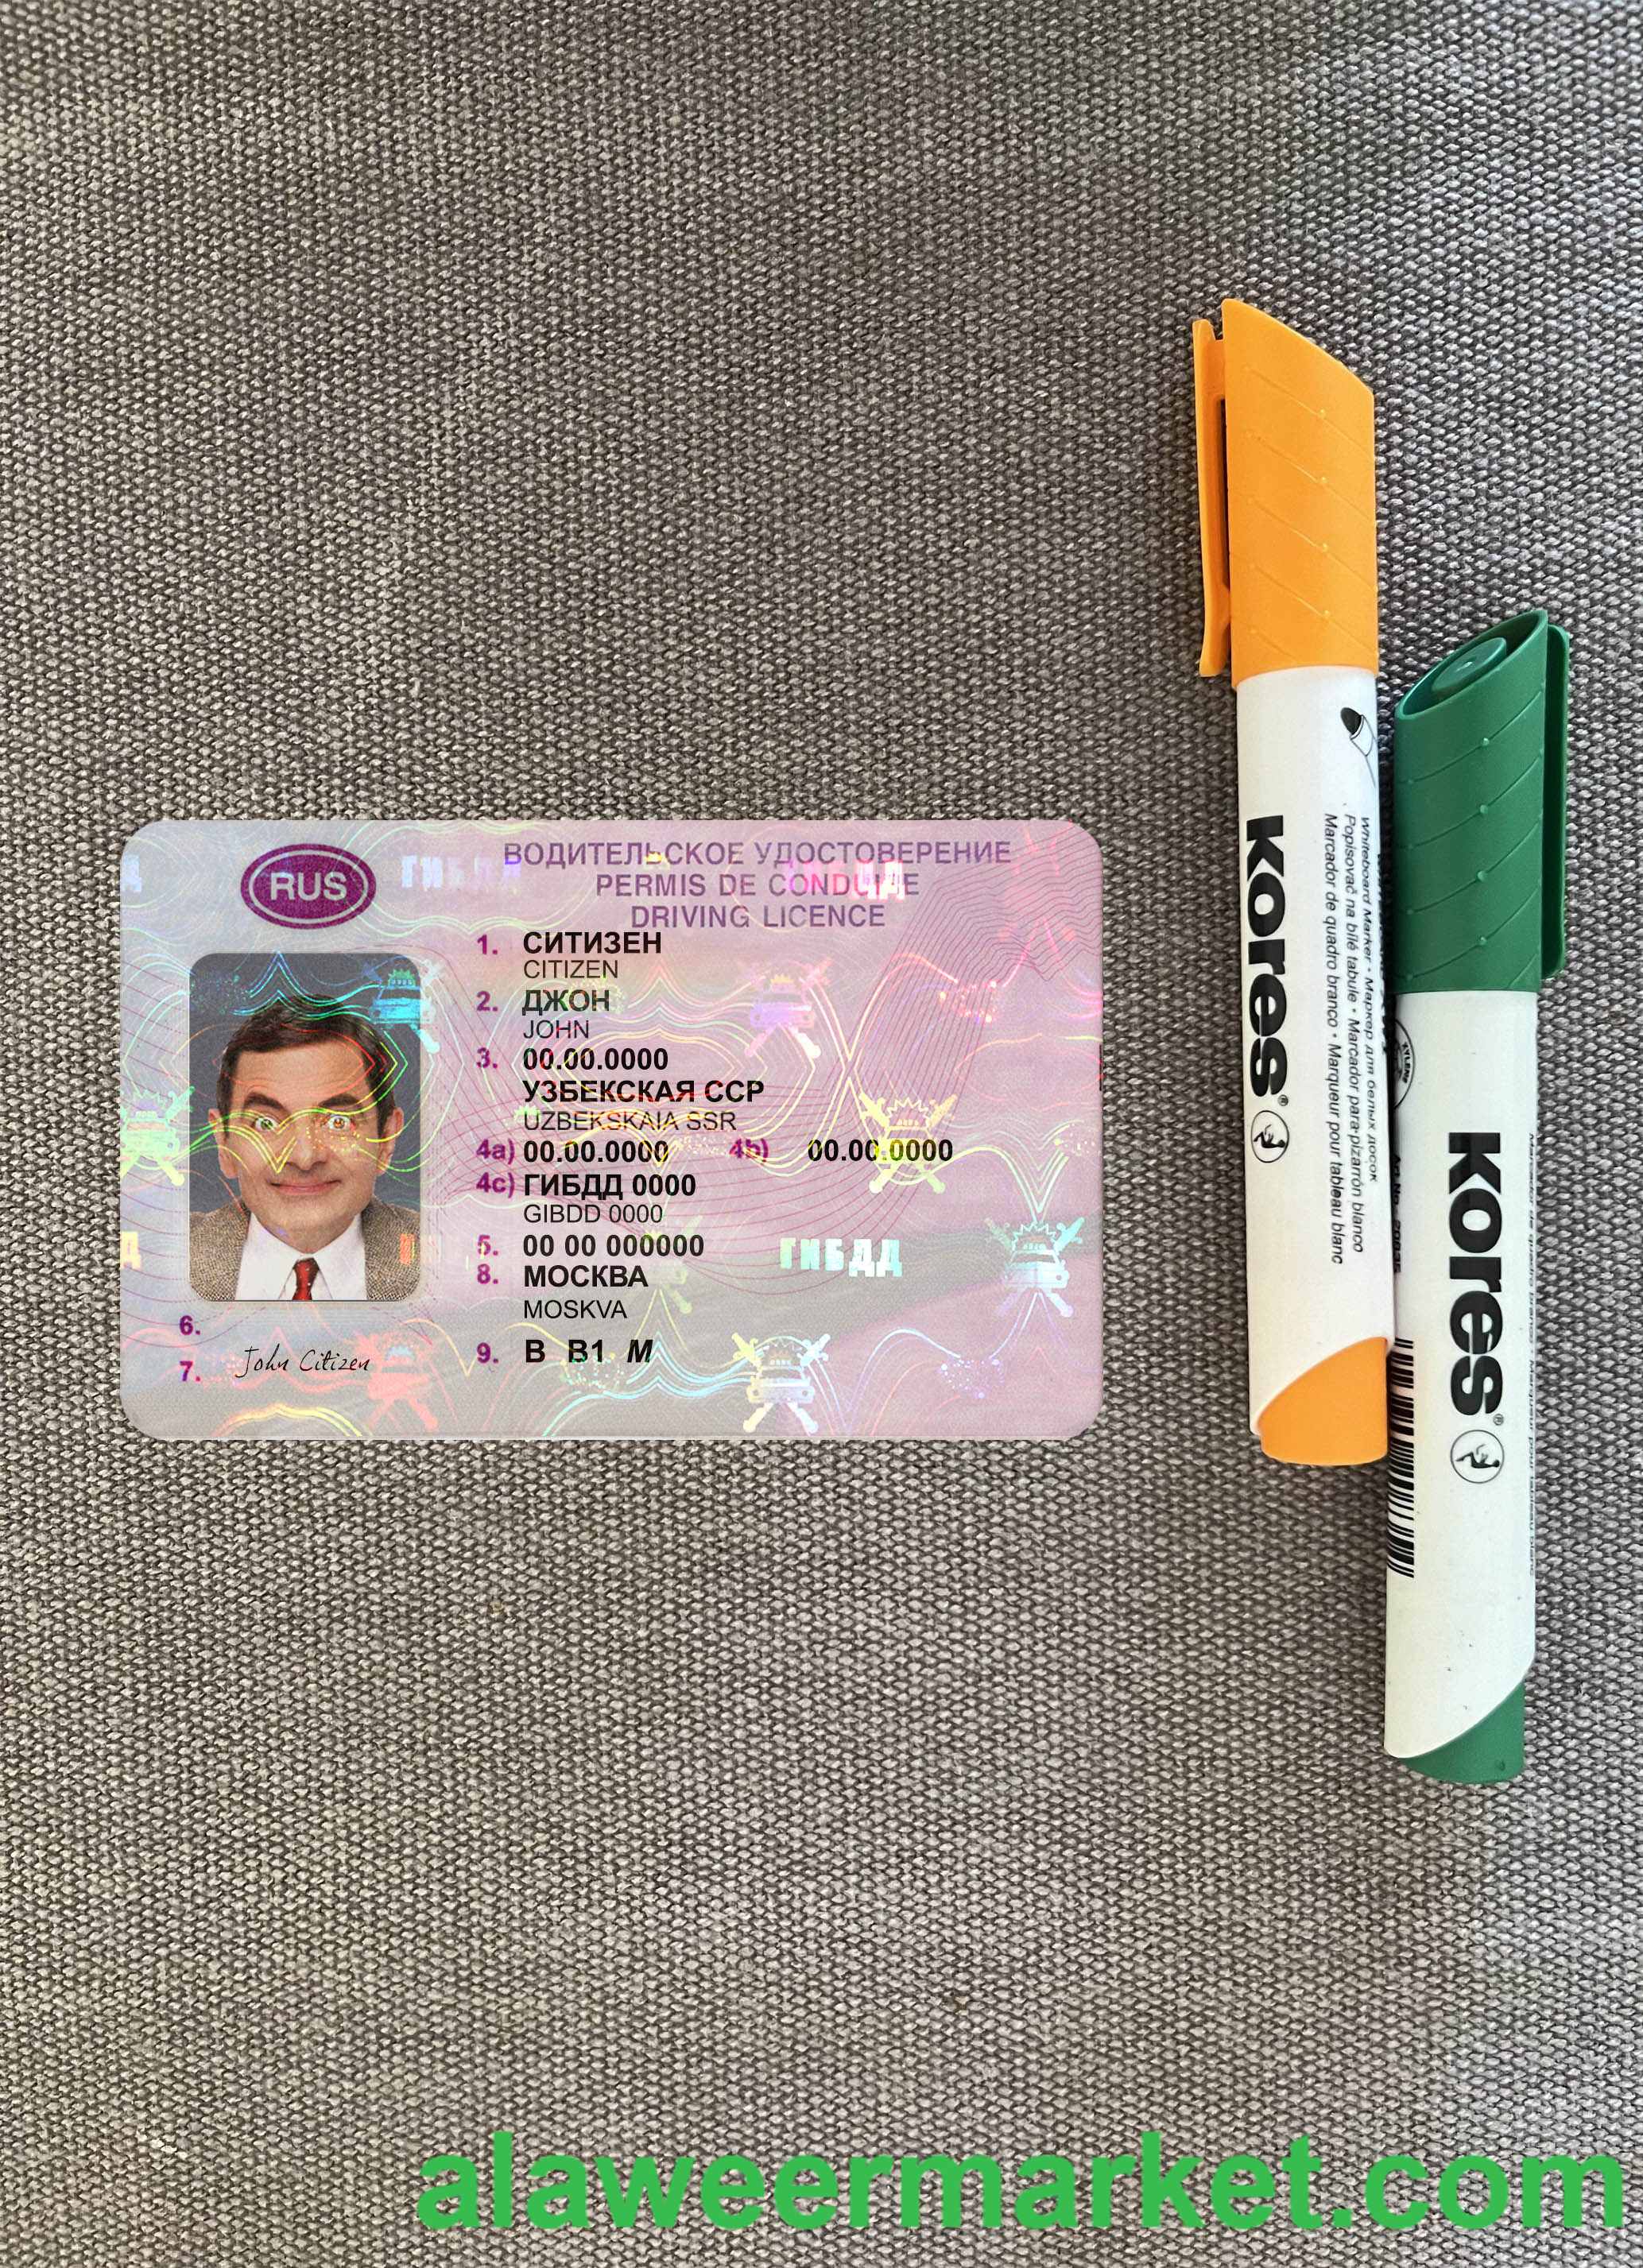 RUS
ВОДИТЕЛЬСКОЕ УДОСТОВЕРЕНИЕ
PERMIS DE CONDUIRE
DRIVING LICENCE
1. СИТИЗЕН
CITIZEN
2. ДЖОН
JOHN
3. 00.00.0000
УЗБЕКСКАЯ ССР
UZBEKSKAIA SSR
4a) 00.00.0000 4b) 00.00.0000
4c) ГИБДД 0000
GIBDD 0000
5. 00 00 000000
8. МОСКВА
MOSKVA
9. B B1 M
6.
7. John Citizen
ГИБДД
Kores®
Whiteboard Marker • Маркер для белых досок
Popisovač na bílé tabule • Marcador para pizarrón blanco
Marcador de quadro branco • Marqueur pour tableau blanc
Kores®
XYLENE
alaweermarket.com